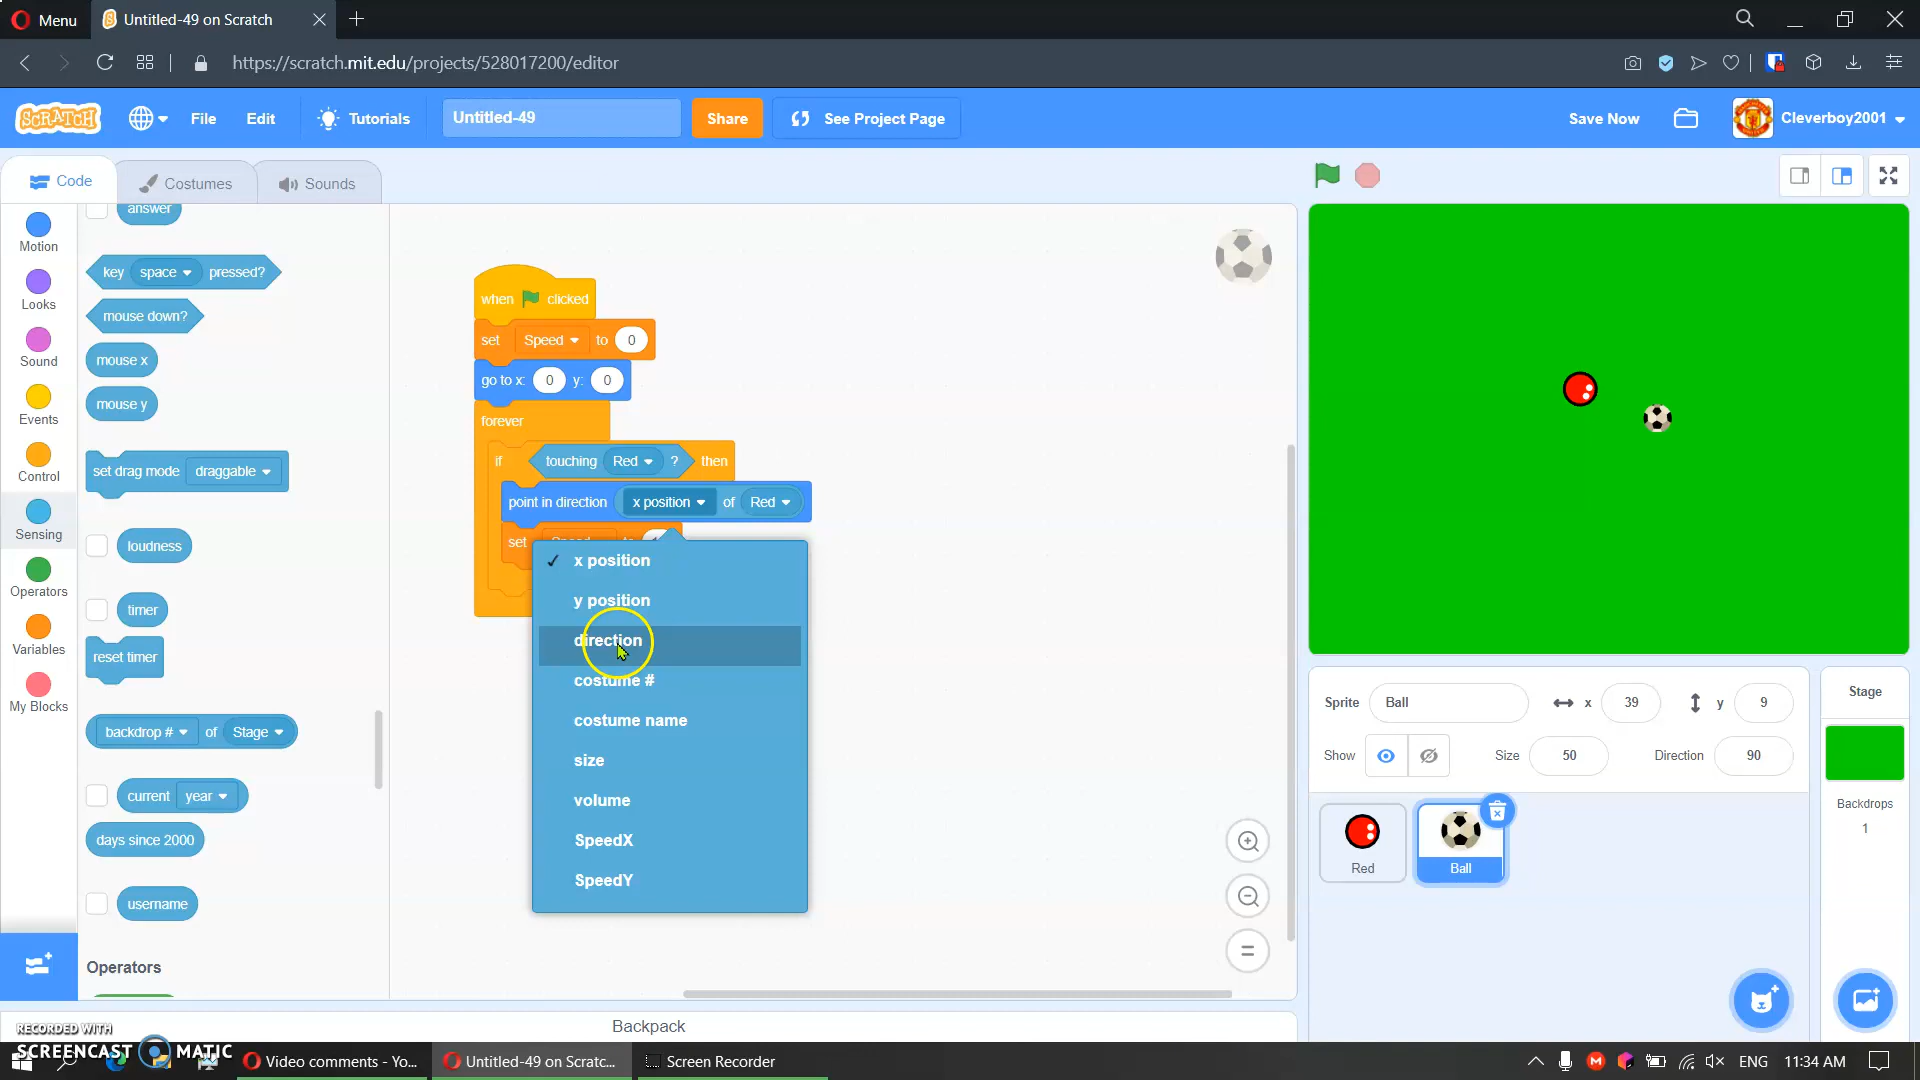 Menu
Untitled-49 on Scratch
https://scratch.mit.edu/projects/528017200/editor
SCRATCH
File
Edit
Tutorials
Untitled-49
Share
See Project Page
Save Now
Cleverboy2001
Code
Costumes
Sounds
Motion
Looks
Sound
Events
Control
Sensing
Operators
Variables
My Blocks
answer
key space pressed?
mouse down?
mouse x
mouse y
set drag mode draggable
loudness
timer
reset timer
backdrop # of Stage
current year
days since 2000
username
Operators
when clicked
set Speed to 0
go to x: 0 y: 0
forever
if touching Red ? then
point in direction x position of Red
set
✓ x position
y position
direction
costume #
costume name
size
volume
SpeedX
SpeedY
Backpack
Sprite Ball x 39 y 9
Show Size 50 Direction 90
Red
Ball
Stage
Backdrops
1
RECORDED WITH
SCREENCAST MATIC
Video comments - Yo...
Untitled-49 on Scratc...
Screen Recorder
ENG
11:34 AM